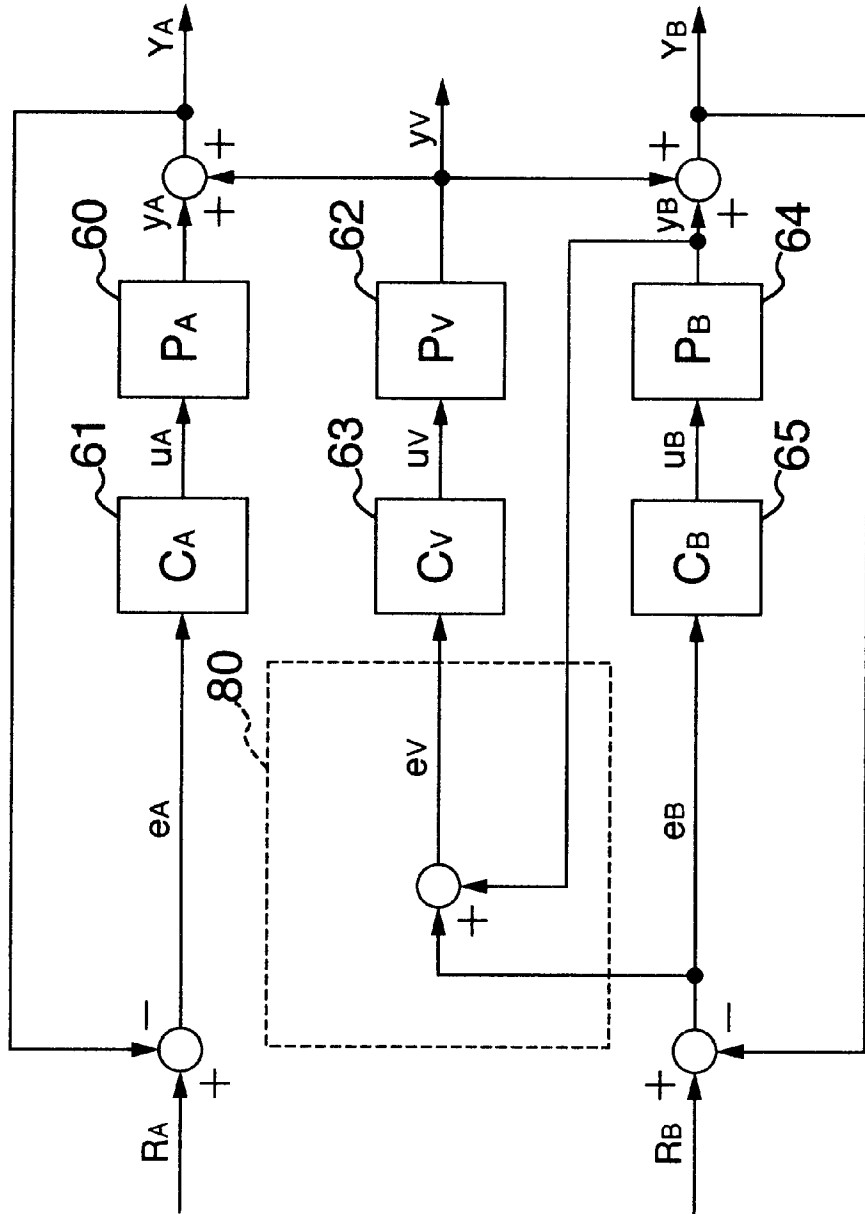 YA
YB
yV
+
+
+
+
yA
yB
60
62
64
PA
PV
PB
61
63
65
uA
uV
uB
CA
CV
CB
80
eA
eV
eB
+
−
+
−
+
RA
RB